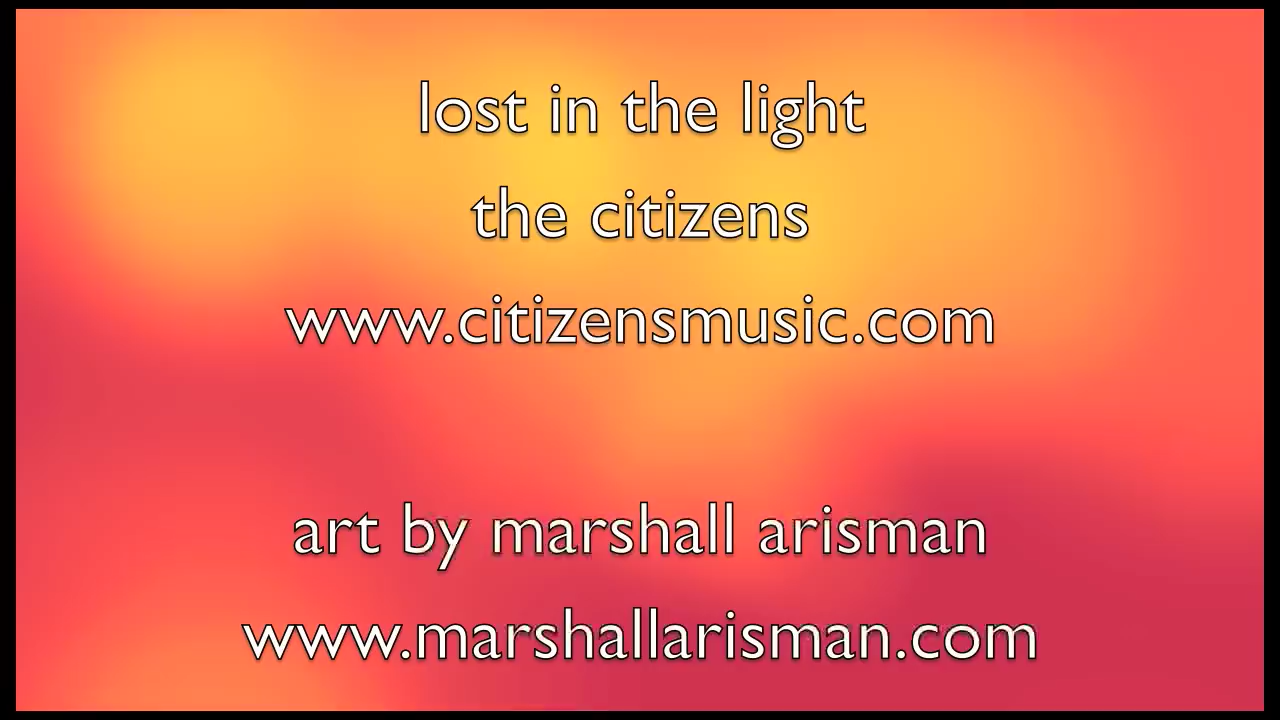 lost in the light
the citizens
www.citizensmusic.com
art by marshall arisman
www.marshallarisman.com